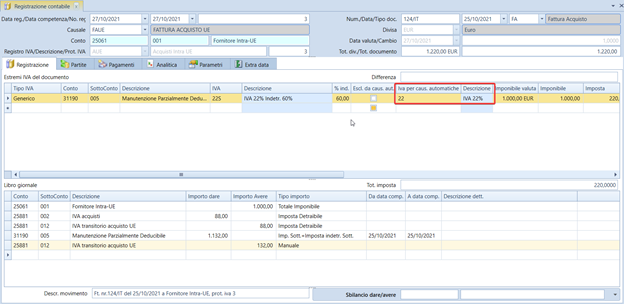 Registrazione contabile
Data reg./Data competenza/No. reg. 27/10/2021 27/10/2021 3 Num./Data/Tipo doc. 124/IT 25/10/2021 FA Fattura Acquisto
Causale FAUE FATTURA ACQUISTO UE Divisa Euro
Conto 25061 001 Fornitore Intra-UE Data valuta/Cambio 27/10/2021 1,0000
Registro IVA/Descrizione/Prot. IVA Acquisti Intra UE 3 Tot. div./Tot. documento 1.220,00 EUR 1.220,00
Registrazione Partite Pagamenti Analitica Parametri Extra data
Estremi IVA del documento Differenza
Tipo IVA Conto SottoConto Descrizione IVA Descrizione % ind. Escl. da caus. aut. Iva per caus. automatiche Descrizione Imponibile valuta Imponibile Imposta
Generico 31190 005 Manutenzione Parzialmente Dedu... 22S IVA 22% Indetr. 60% 60,00 22 IVA 22% 1.000,00 EUR 1.000,00 220,
Libro giornale Tot. imposta 220,0000
Conto SottoConto Descrizione Importo dare Importo Avere Tipo importo Da data comp. A data comp. Descrizione dett.
25061 001 Fornitore Intra-UE 1.000,00 Totale Imponibile
25881 002 IVA acquisti 88,00 Imposta Detraibile
25881 012 IVA transitorio acquisto UE 88,00 Imposta Detraibile
31190 005 Manutenzione Parzialmente Deducibile 1.132,00 Imp. Sott.+Imposta indetr. Sott. 25/10/2021 25/10/2021
25881 012 IVA transitorio acquisto UE 132,00 Manuale
Descr. movimento Ft. nr.124/IT del 25/10/2021 a Fornitore Intra-UE, prot. iva 3 Sbilancio dare/avere